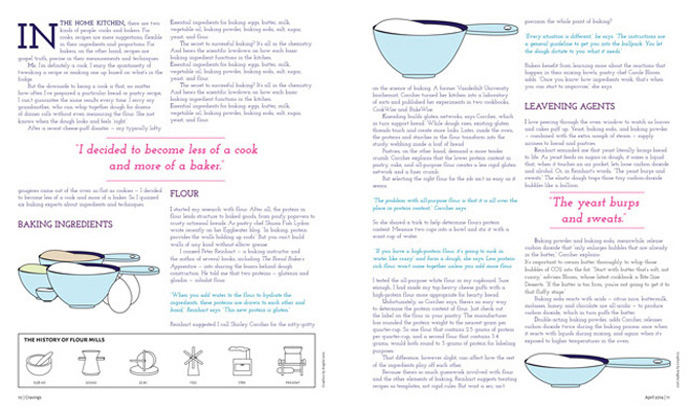 IN THE HOME KITCHEN, there are two
kinds of people: cooks and bakers. For
cooks, recipes are mere suggestions, flexible
in their ingredients and proportions. For
bakers, on the other hand, recipes are
gospel truth, precise in their measurements and techniques.
Me, I'm definitely a cook. I enjoy the spontaneity of
tweaking a recipe or making one up based on what's in the
fridge.
But the downside to being a cook is that, no matter
how often I've prepared a particular bread or pastry recipe,
I can't guarantee the same results every time. I envy my
grandmother, who can whip together dough for dozens
of dinner rolls without even measuring the flour. She just
knows when the dough looks and feels "right."
After a recent cheese-puff disaster – my typically lofty
Essential ingredients for baking: eggs, butter, milk,
vegetable oil, baking powder, baking soda, salt, sugar,
yeast, and flour.
The secret to successful baking? It's all in the chemistry.
And here's the scientific lowdown on how each basic
baking ingredient functions in the kitchen.
Essential ingredients for baking: eggs, butter, milk,
vegetable oil, baking powder, baking soda, salt, sugar,
yeast, and flour.
The secret to successful baking? It's all in the chemistry.
And here's the scientific lowdown on how each basic
baking ingredient functions in the kitchen.
Essential ingredients for baking: eggs, butter, milk,
vegetable oil, baking powder, baking soda, salt, sugar,
yeast, and flour.
"I decided to become less of a cook
and more of a baker."
gougères came out of the oven as flat as cookies – I decided
to become less of a cook and more of a baker. So I quizzed
six baking experts about ingredients and techniques.
BAKING INGREDIENTS
FLOUR
I started my research with flour. After all, the protein in
flour lends structure to baked goods, from pouty popovers to
crusty artisanal breads. As pastry chef Shuna Fish Lydon
wrote recently on her Eggbeater blog, "In baking, protein
provides the walls holding up roofs." But you can't build
walls of any kind without elbow grease.
I roused Peter Reinhart – a baking instructor and
the author of several books, including The Bread Baker's
Apprentice – into sharing the basics behind dough
construction. He told me that two proteins – glutenin and
gliadin – inhabit flour.
"When you add water to the flour to hydrate the
ingredients, these proteins are drawn to each other and
bond," Reinhart says. "This new protein is gluten."
Reinhart suggested I call Shirley Corriher for the nitty-gritty
THE HISTORY OF FLOUR MILLS
PRESENT
10 | Cravings
on the science of baking. A former Vanderbilt University
biochemist, Corriher turned her kitchen into a laboratory
of sorts and published her experiments in two cookbooks,
CookWise and BakeWise.
Kneading builds gluten networks, says Corriher, which
in turn support bread. While dough rises, existing gluten
threads touch and create more links. Later, inside the oven,
the proteins and starches in the flour transform into the
sturdy webbing inside a loaf of bread.
Pastries, on the other hand, demand a more tender
crumb. Corriher explains that the lower protein content in
pastry, cake, and all-purpose flour creates a less rigid gluten
network and a finer crumb.
But selecting the right flour for the job isn't as easy as it
seems.
"The problem with all-purpose flour is that it is all over the
place in protein content," Corriher says.
So she shared a trick to help determine flour's protein
content: Measure two cups into a bowl and stir it with a
scant cup of water.
"If you have a high-protein flour, it's going to suck in
water like crazy" and form a dough, she says. Less protein-
rich flour won't come together unless you add more flour.
I tested the all-purpose white flour in my cupboard. Sure
enough, I had made my top-heavy cheese puffs with a
high-protein flour more appropriate for hearty bread.
Unfortunately, as Corriher says, there's no easy way
to determine the protein content of flour. Just check out
the label on the flour in your pantry. The manufacturer
has rounded the protein weight to the nearest gram per
quarter-cup. So one flour that contains 2.5 grams of protein
per quarter-cup, and a second flour that contains 3.4
grams, would both round to 3 grams of protein for labeling
purposes.
That difference, however slight, can affect how the rest
of the ingredients play off each other.
Because there's so much guesswork involved with flour
and the other elements of baking, Reinhart suggests treating
recipes as templates, not rigid rules. But wait a sec, isn't
precision the whole point of baking?
"Every situation is different," he says. "The instructions are
a general guideline to get you into the ballpark. You let
the dough dictate to you what it needs."
Bakers benefit from learning more about the reactions that
happen in their mixing bowls, pastry chef Carole Bloom
adds. "Once you know how ingredients work, that's when
you can start to improvise," she says.
LEAVENING AGENTS
I love peering through the oven window to watch as loaves
and cakes puff up. Yeast, baking soda, and baking powder
– combined with the extra oomph of steam – supply
airiness to bread and pastries.
Reinhart reminded me that yeast literally brings bread
to life. As yeast feeds on sugars in dough, it oozes a liquid
that, when it touches an air pocket, lets loose carbon dioxide
and alcohol. Or, in Reinhart's words, "The yeast burps and
sweats." The elastic dough traps those tiny carbon-dioxide
bubbles like a balloon.
"The yeast burps
and sweats."
Baking powder and baking soda, meanwhile, release
carbon dioxide "that only enlarges bubbles that are already
in the batter," Corriher explains.
It's important to cream batter thoroughly to whip those
bubbles of CO2 into the fat. "Start with butter that's soft, not
runny," advises Bloom, whose latest cookbook is Bite-Size
Desserts. "If the butter is too firm, you're not going to get it to
that fluffy stage."
Baking soda reacts with acids – citrus juice, buttermilk,
molasses, honey, and chocolate are all acidic – to produce
carbon dioxide, which in turn puffs the batter.
Double-acting baking powder, adds Corriher, releases
carbon dioxide twice during the baking process: once when
it reacts with liquids during mixing, and again when it's
exposed to higher temperatures in the oven.
April 2014 | 11